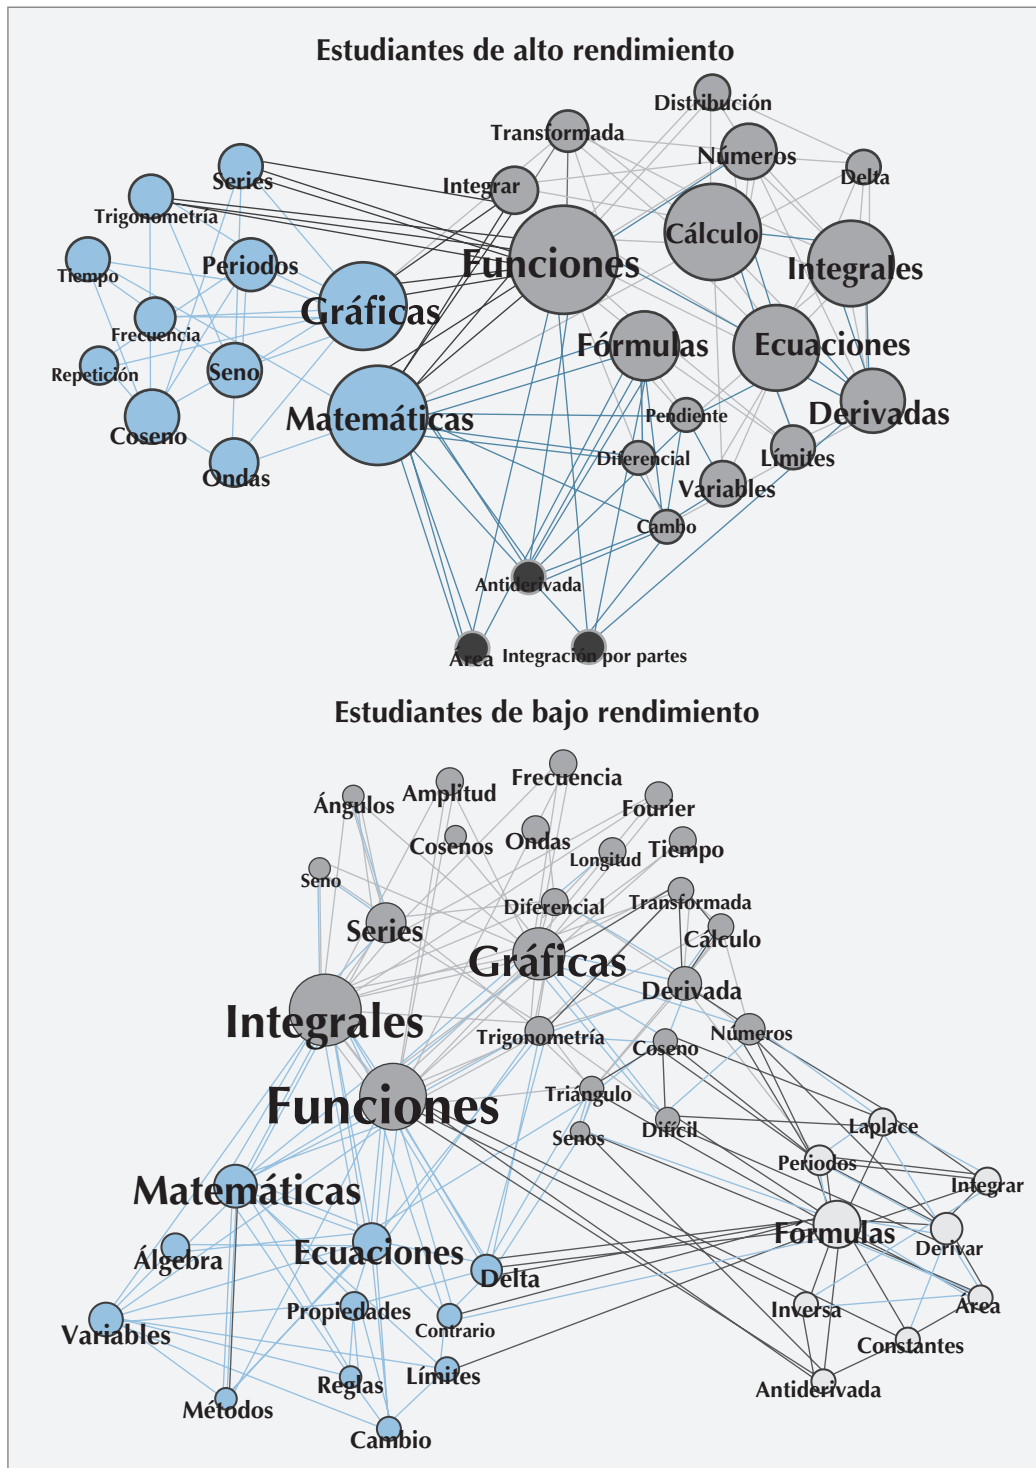 Estudiantes de alto rendimiento
Distribución
Transformada
Números
Series
Integrar
Delta
Trigonometría
Cálculo
Funciones
Periodos
Integrales
Tiempo
Gráficas
Frecuencia
Fórmulas
Ecuaciones
Repetición
Seno
Matemáticas
Pendiente
Derivadas
Coseno
Diferencial
Límites
Ondas
Variables
Cambo
Antiderivada
Área
Integración por partes
Estudiantes de bajo rendimiento
Frecuencia
Amplitud
Ángulos
Fourier
Cosenos
Ondas
Longitud
Tiempo
Seno
Diferencial
Transformada
Series
Cálculo
Gráficas
Derivada
Integrales
Trigonometría
Coseno
Números
Funciones
Triángulo
Senos
Difícil
Laplace
Periodos
Integrar
Matemáticas
Fórmulas
Álgebra
Ecuaciones
Derivar
Delta
Propiedades
Contrario
Inversa
Área
Variables
Constantes
Límites
Reglas
Antiderivada
Métodos
Cambio